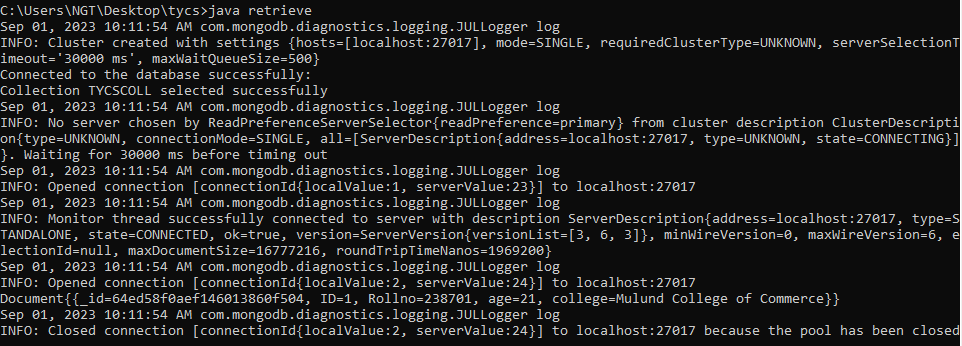 C:\Users\NGT\Desktop\tycs>java retrieve
Sep 01, 2023 10:11:54 AM com.mongodb.diagnostics.logging.JULLogger log
INFO: Cluster created with settings {hosts=[localhost:27017], mode=SINGLE, requiredClusterType=UNKNOWN, serverSelectionT
imeout='30000 ms', maxWaitQueueSize=500}
Connected to the database successfully:
Collection TYCSCOLL selected successfully
Sep 01, 2023 10:11:54 AM com.mongodb.diagnostics.logging.JULLogger log
INFO: No server chosen by ReadPreferenceServerSelector{readPreference=primary} from cluster description ClusterDescripti
on{type=UNKNOWN, connectionMode=SINGLE, all=[ServerDescription{address=localhost:27017, type=UNKNOWN, state=CONNECTING}]
}. Waiting for 30000 ms before timing out
Sep 01, 2023 10:11:54 AM com.mongodb.diagnostics.logging.JULLogger log
INFO: Opened connection [connectionId{localValue:1, serverValue:23}] to localhost:27017
Sep 01, 2023 10:11:54 AM com.mongodb.diagnostics.logging.JULLogger log
INFO: Monitor thread successfully connected to server with description ServerDescription{address=localhost:27017, type=S
TANDALONE, state=CONNECTED, ok=true, version=ServerVersion{versionList=[3, 6, 3]}, minWireVersion=0, maxWireVersion=6, e
lectionId=null, maxDocumentSize=16777216, roundTripTimeNanos=1969200}
Sep 01, 2023 10:11:54 AM com.mongodb.diagnostics.logging.JULLogger log
INFO: Opened connection [connectionId{localValue:2, serverValue:24}] to localhost:27017
Document{{_id=64ed58f0aef146013860f504, ID=1, Rollno=238701, age=21, college=Mulund College of Commerce}}
Sep 01, 2023 10:11:54 AM com.mongodb.diagnostics.logging.JULLogger log
INFO: Closed connection [connectionId{localValue:2, serverValue:24}] to localhost:27017 because the pool has been closed